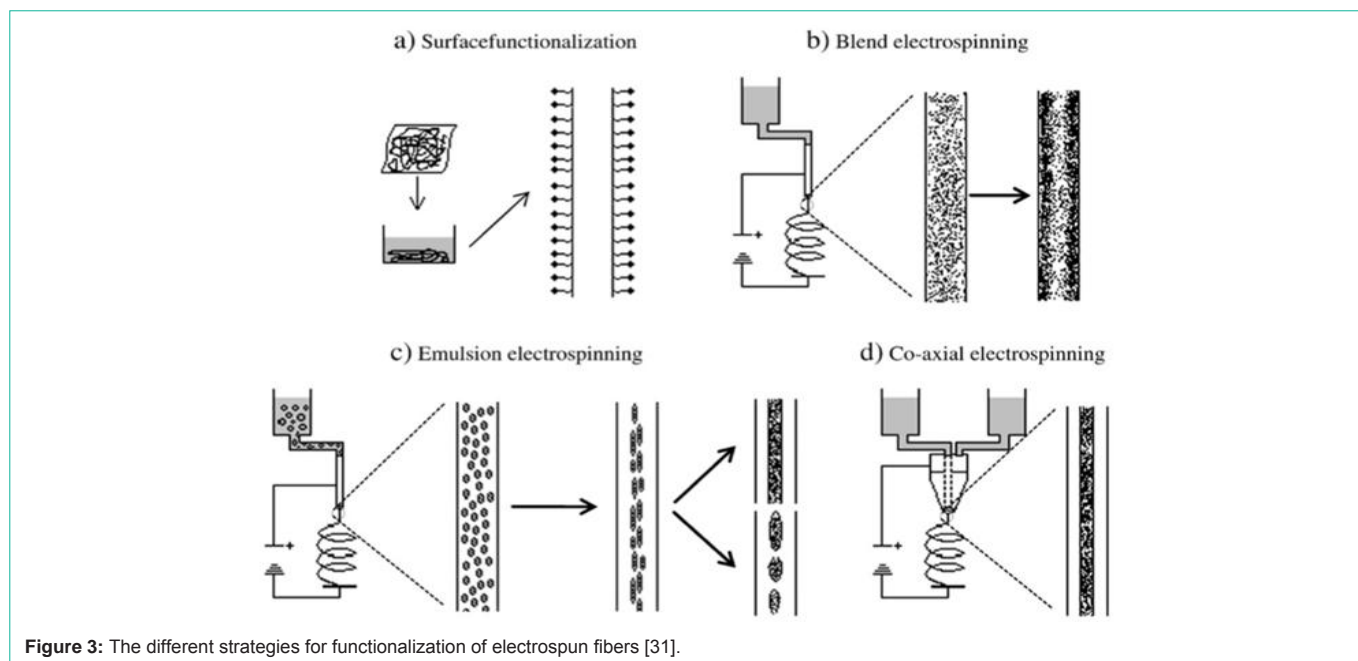 a) Surfacefunctionalization
b) Blend electrospinning
+
c) Emulsion electrospinning
d) Co-axial electrospinning
+
+
Figure 3: The different strategies for functionalization of electrospun fibers [31].